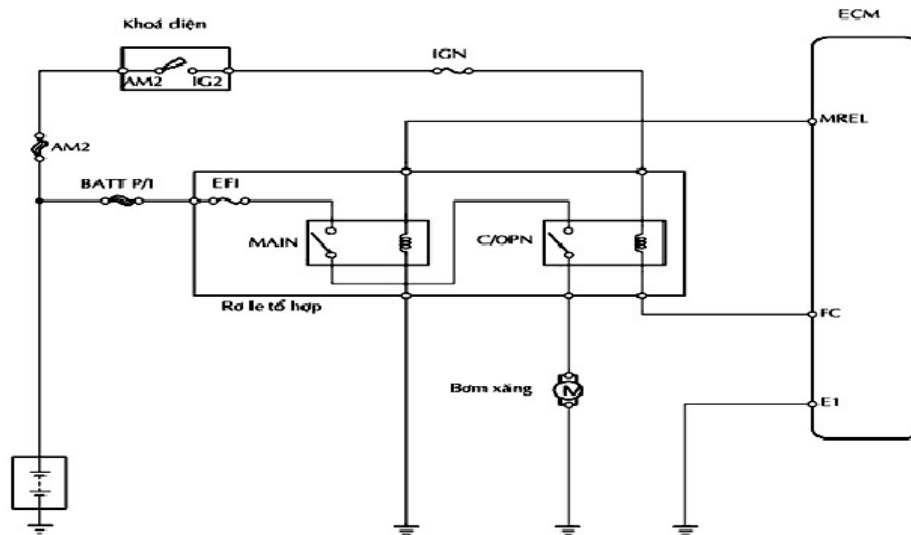 ECM
Khoá điện
IGN
AM2 IG2
MREL
AM2
BATT P/I
EFI
MAIN
C/OPN
Rơ le tổ hợp
FC
Bơm xăng
M
E1